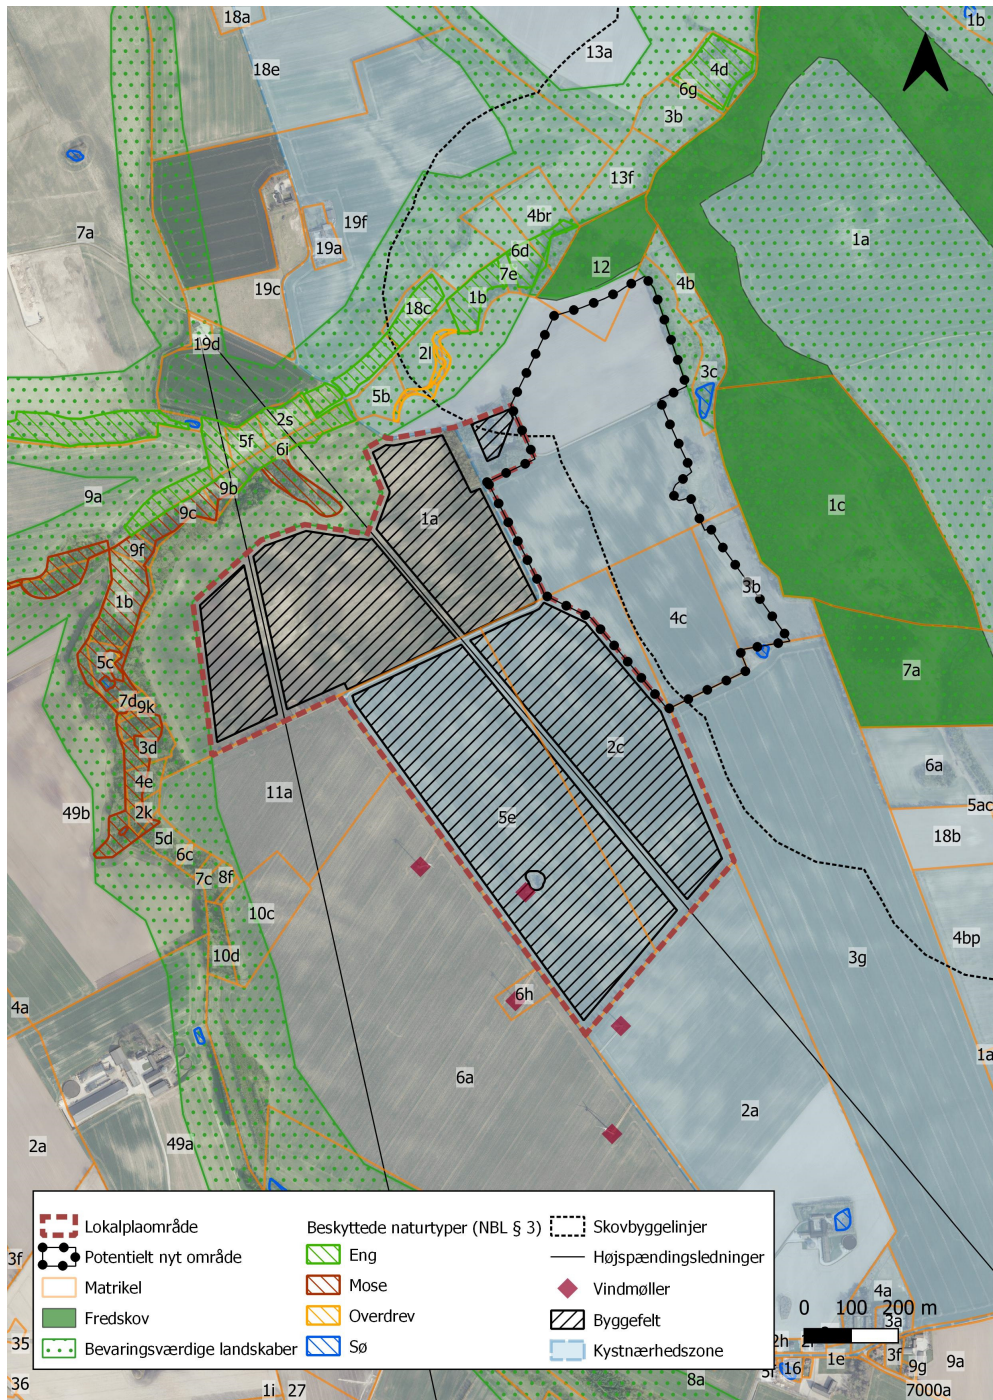 18a
1b
13a
18e
4d
6g
3b
13f
7a
19f
4br
19a
6d
1a
12
7e
19c
4b
1b
18c
19d
2l
3c
5b
2s
5f
6i
9b
9a
9c
1a
1c
9f
1b
3b
4c
5c
7a
7d
9k
3d
2c
6a
4e
11a
49b
2k
5e
5ac
5d
18b
6c
7c
8f
10c
4bp
10d
3g
6h
4a
1a
6a
2a
2a
49a
Lokalplaområde
Potentielt nyt område
Matrikel
Fredskov
Bevaringsværdige landskaber
Beskyttede naturtyper (NBL § 3)
Eng
Mose
Overdrev
Sø
Skovbyggelinjer
Højspændingsledninger
Vindmøller
Byggefelt
Kystnærhedszone
3f
4a
0 100 200 m
3a
35
2h
1e
3f
9g
9a
16
36
1i
27
8a
7000a